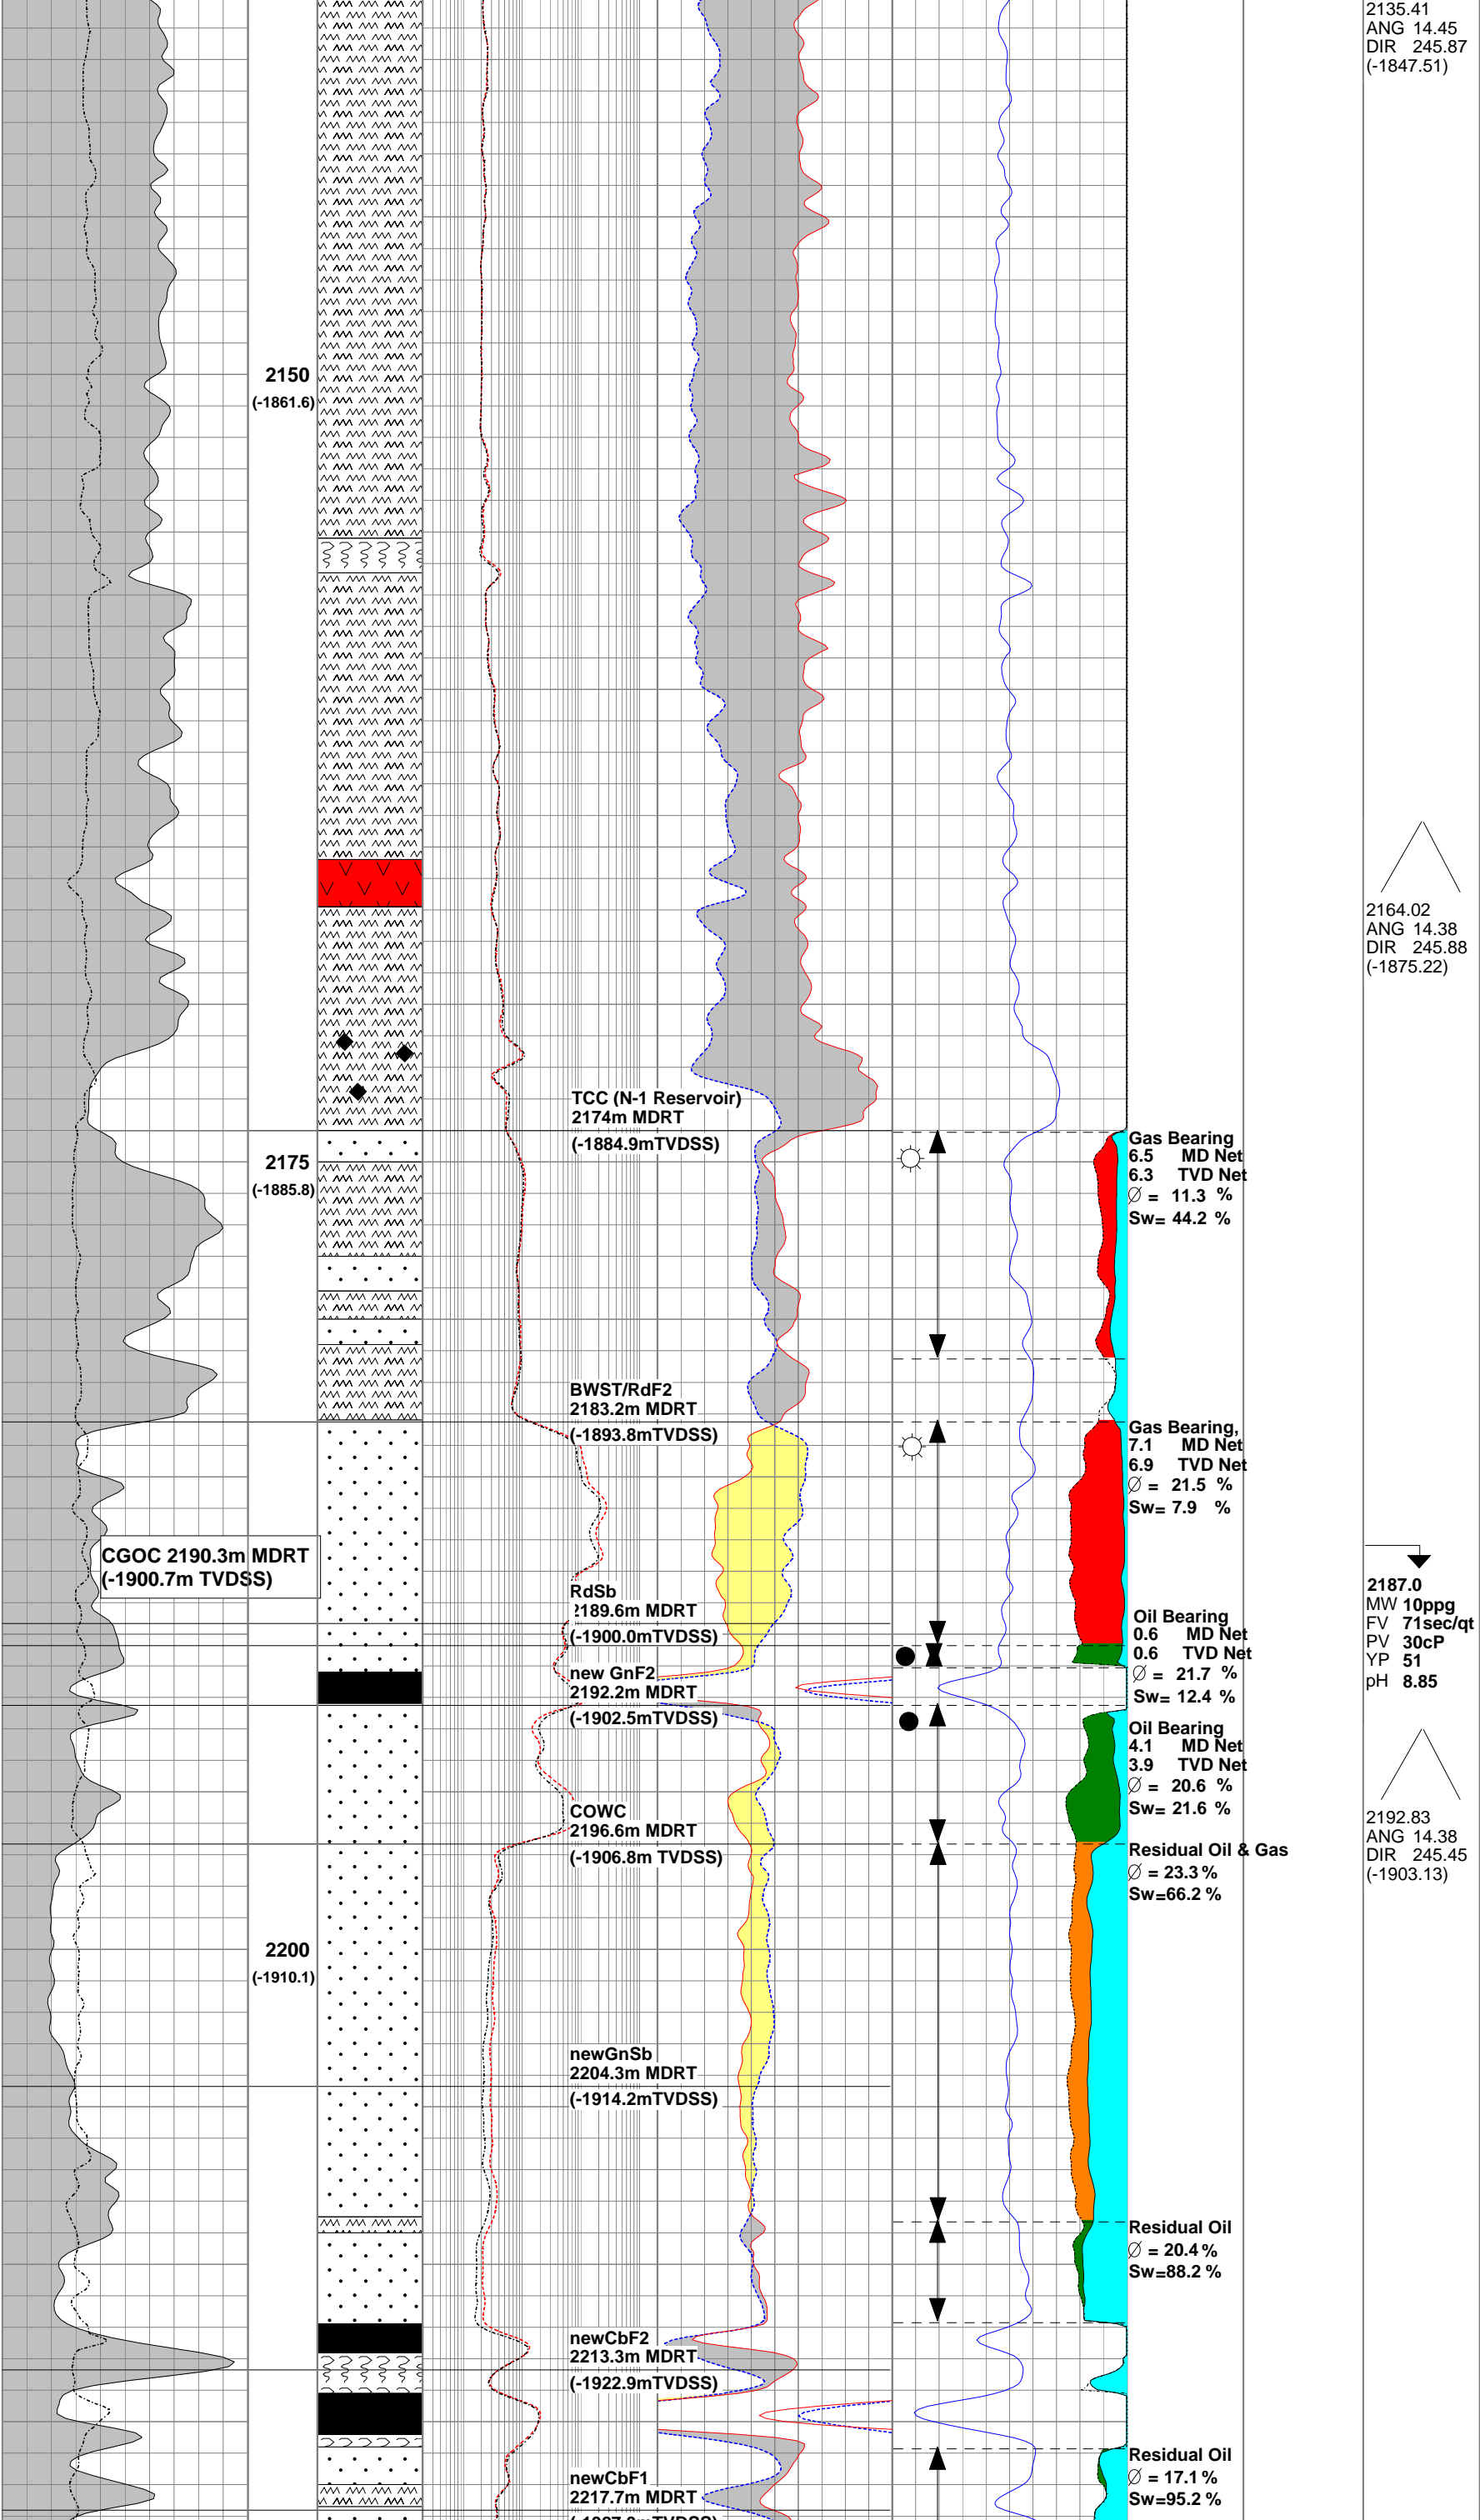 2135.41
ANG 14.45
DIR 245.87
(-1847.51)
2150
(-1861.6)
2164.02
ANG 14.38
DIR 245.88
(-1875.22)
TCC (N-1 Reservoir)
2174m MDRT
(-1884.9mTVDSS)
2175
(-1885.8)
Gas Bearing
6.5 MD Net
6.3 TVD Net
Ø = 11.3 %
Sw= 44.2 %
BWST/RdF2
2183.2m MDRT
(-1893.8mTVDSS)
Gas Bearing,
7.1 MD Net
6.9 TVD Net
Ø = 21.5 %
Sw= 7.9 %
CGOC 2190.3m MDRT
(-1900.7m TVDSS)
RdSb
2189.6m MDRT
(-1900.0mTVDSS)
2187.0
MW 10ppg
FV 71sec/qt
PV 30cP
YP 51
pH 8.85
Oil Bearing
0.6 MD Net
0.6 TVD Net
Ø = 21.7 %
Sw= 12.4 %
new GnF2
2192.2m MDRT
(-1902.5mTVDSS)
Oil Bearing
4.1 MD Net
3.9 TVD Net
Ø = 20.6 %
Sw= 21.6 %
COWC
2196.6m MDRT
(-1906.8m TVDSS)
2192.83
ANG 14.38
DIR 245.45
(-1903.13)
Residual Oil & Gas
Ø = 23.3 %
Sw=66.2 %
2200
(-1910.1)
newGnSb
2204.3m MDRT
(-1914.2mTVDSS)
Residual Oil
Ø = 20.4 %
Sw=88.2 %
newCbF2
2213.3m MDRT
(-1922.9mTVDSS)
Residual Oil
Ø = 17.1 %
Sw=95.2 %
newCbF1
2217.7m MDRT